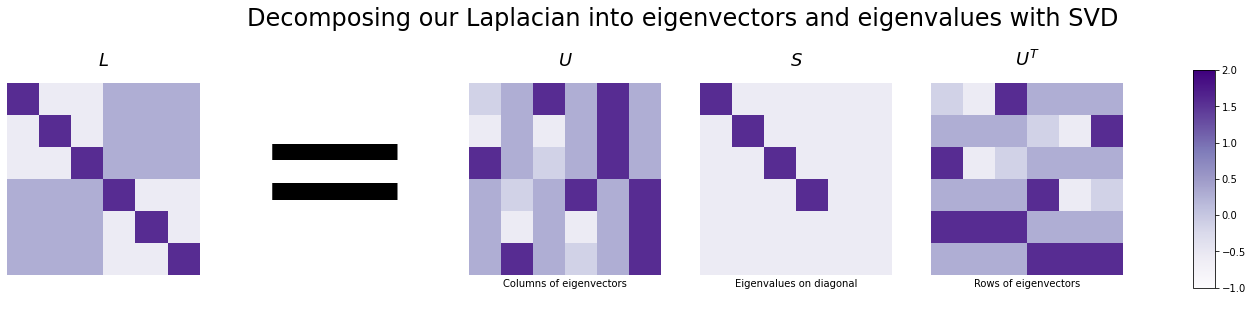 Decomposing our Laplacian into eigenvectors and eigenvalues with SVD
L
=
U
S
U^T
Columns of eigenvectors
Eigenvalues on diagonal
Rows of eigenvectors
2.0
1.5
1.0
0.5
0.0
−0.5
−1.0